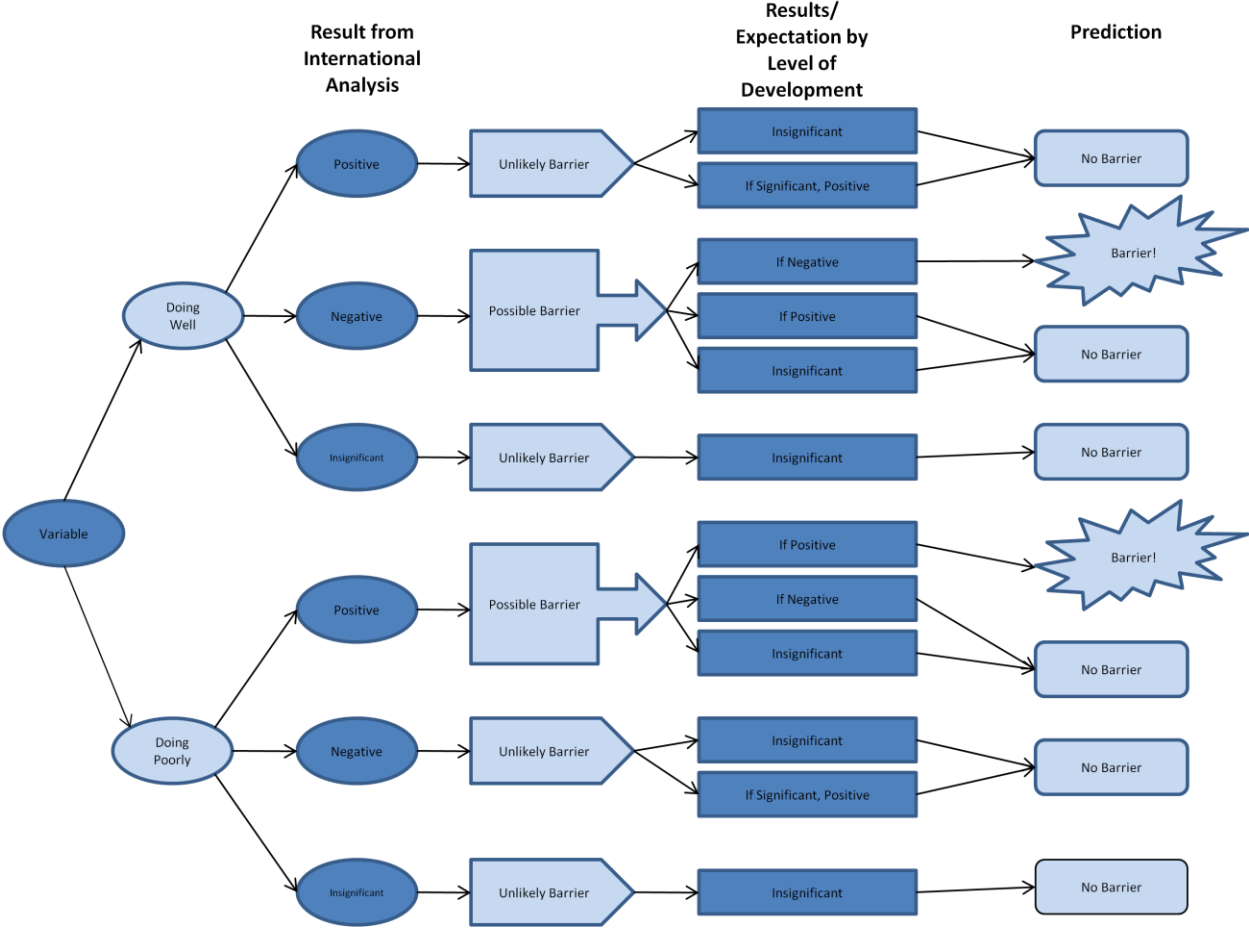 Result from
International
Analysis
Results/
Expectation by
Level of
Development
Prediction
Positive
Unlikely Barrier
Insignificant
If Significant, Positive
No Barrier
Doing
Well
Negative
Possible Barrier
If Negative
If Positive
Insignificant
Barrier!
No Barrier
Insignificant
Unlikely Barrier
Insignificant
No Barrier
Variable
Positive
Possible Barrier
If Positive
If Negative
Insignificant
Barrier!
No Barrier
Doing
Poorly
Negative
Unlikely Barrier
Insignificant
If Significant, Positive
No Barrier
Insignificant
Unlikely Barrier
Insignificant
No Barrier